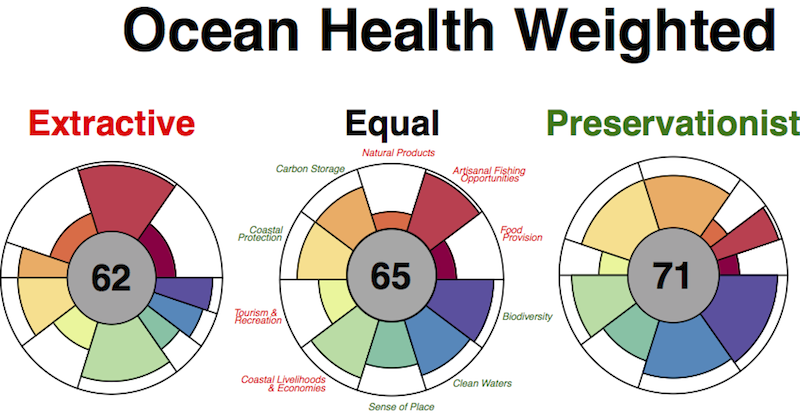 Ocean Health Weighted
Extractive
Equal
Preservationist
Natural Products
Carbon Storage
Artisanal Fishing
Opportunities
Coastal
Protection
Food
Provision
62
65
71
Tourism &
Recreation
Biodiversity
Coastal Livelihoods
& Economies
Clean Waters
Sense of Place